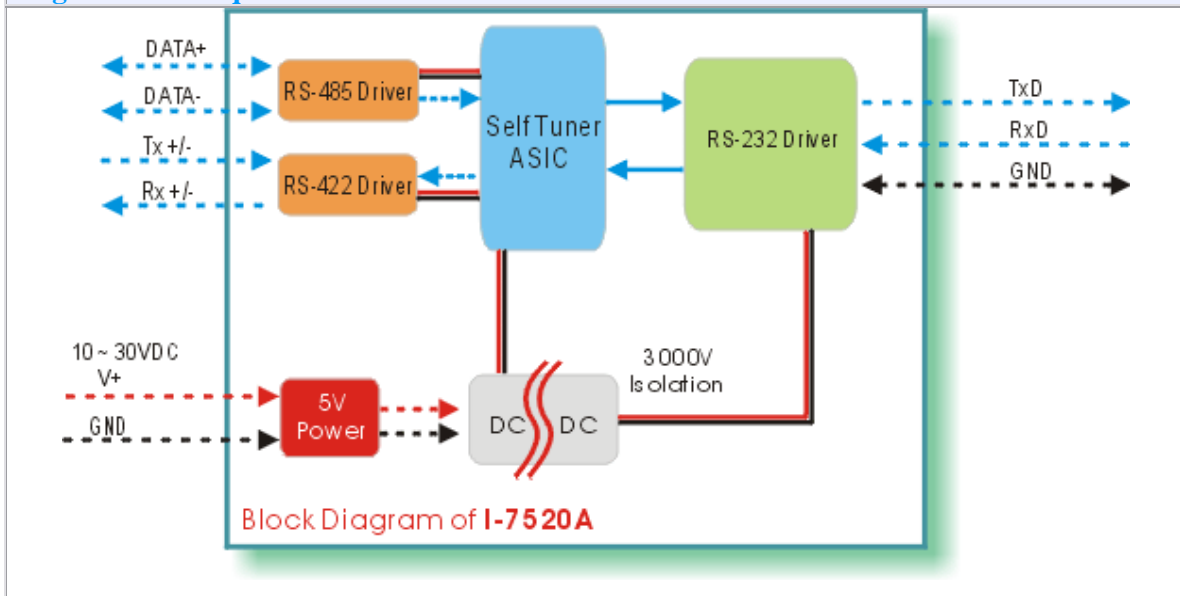 DATA+
DATA-
Tx +/-
Rx +/-
RS-485 Driver
RS-422 Driver
Self Tuner
ASIC
RS-232 Driver
TxD
RxD
GND
10 ~ 30VDC
V+
GND
5V
Power
DC
DC
3000V
Isolation
Block Diagram of I-7520A